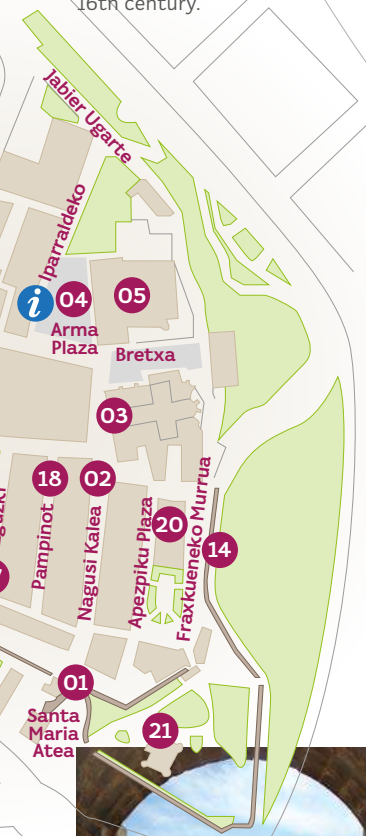 16th century.
Jabier Ugarte
Iparraldeko
i
04
05
Arma
Plaza
Bretxa
03
18
02
Pampinot
Nagusi Kalea
Apezpiku Plaza
20
Fraxkueneko Murrua
14
01
Santa
Maria
Atea
21